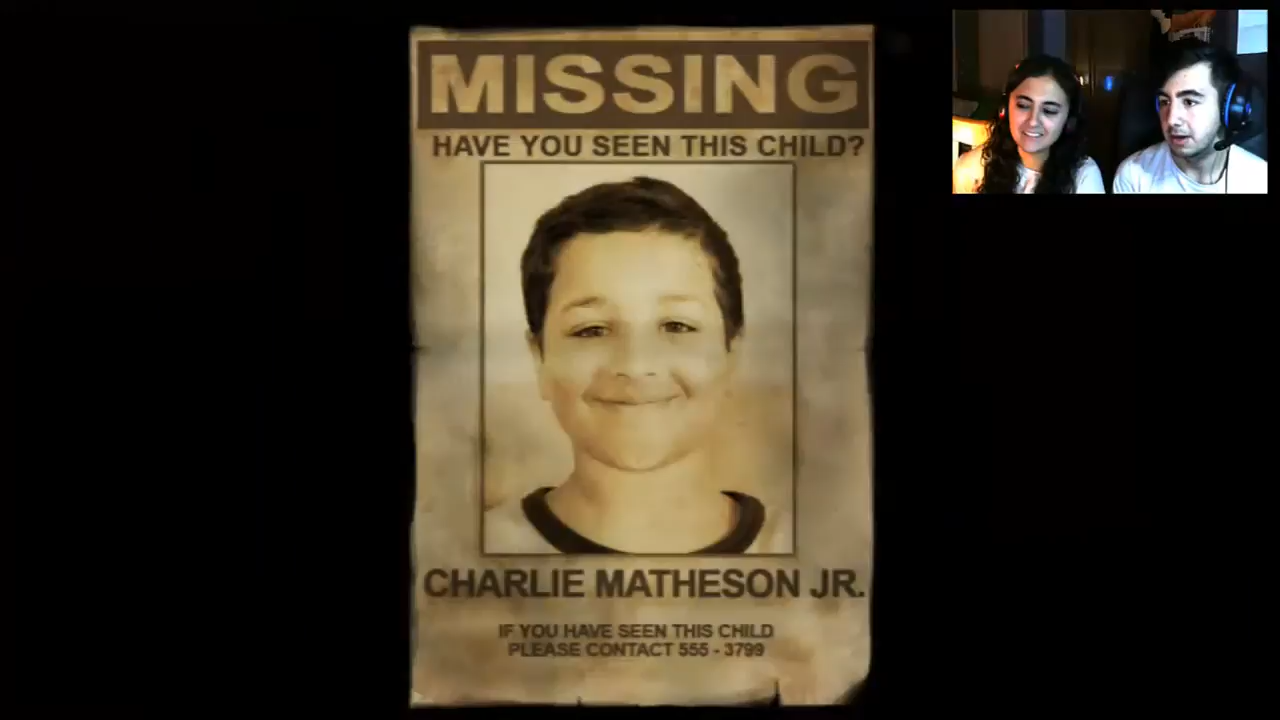 MISSING
HAVE YOU SEEN THIS CHILD?
CHARLIE MATHESON JR.
IF YOU HAVE SEEN THIS CHILD
PLEASE CONTACT 555 - 3799